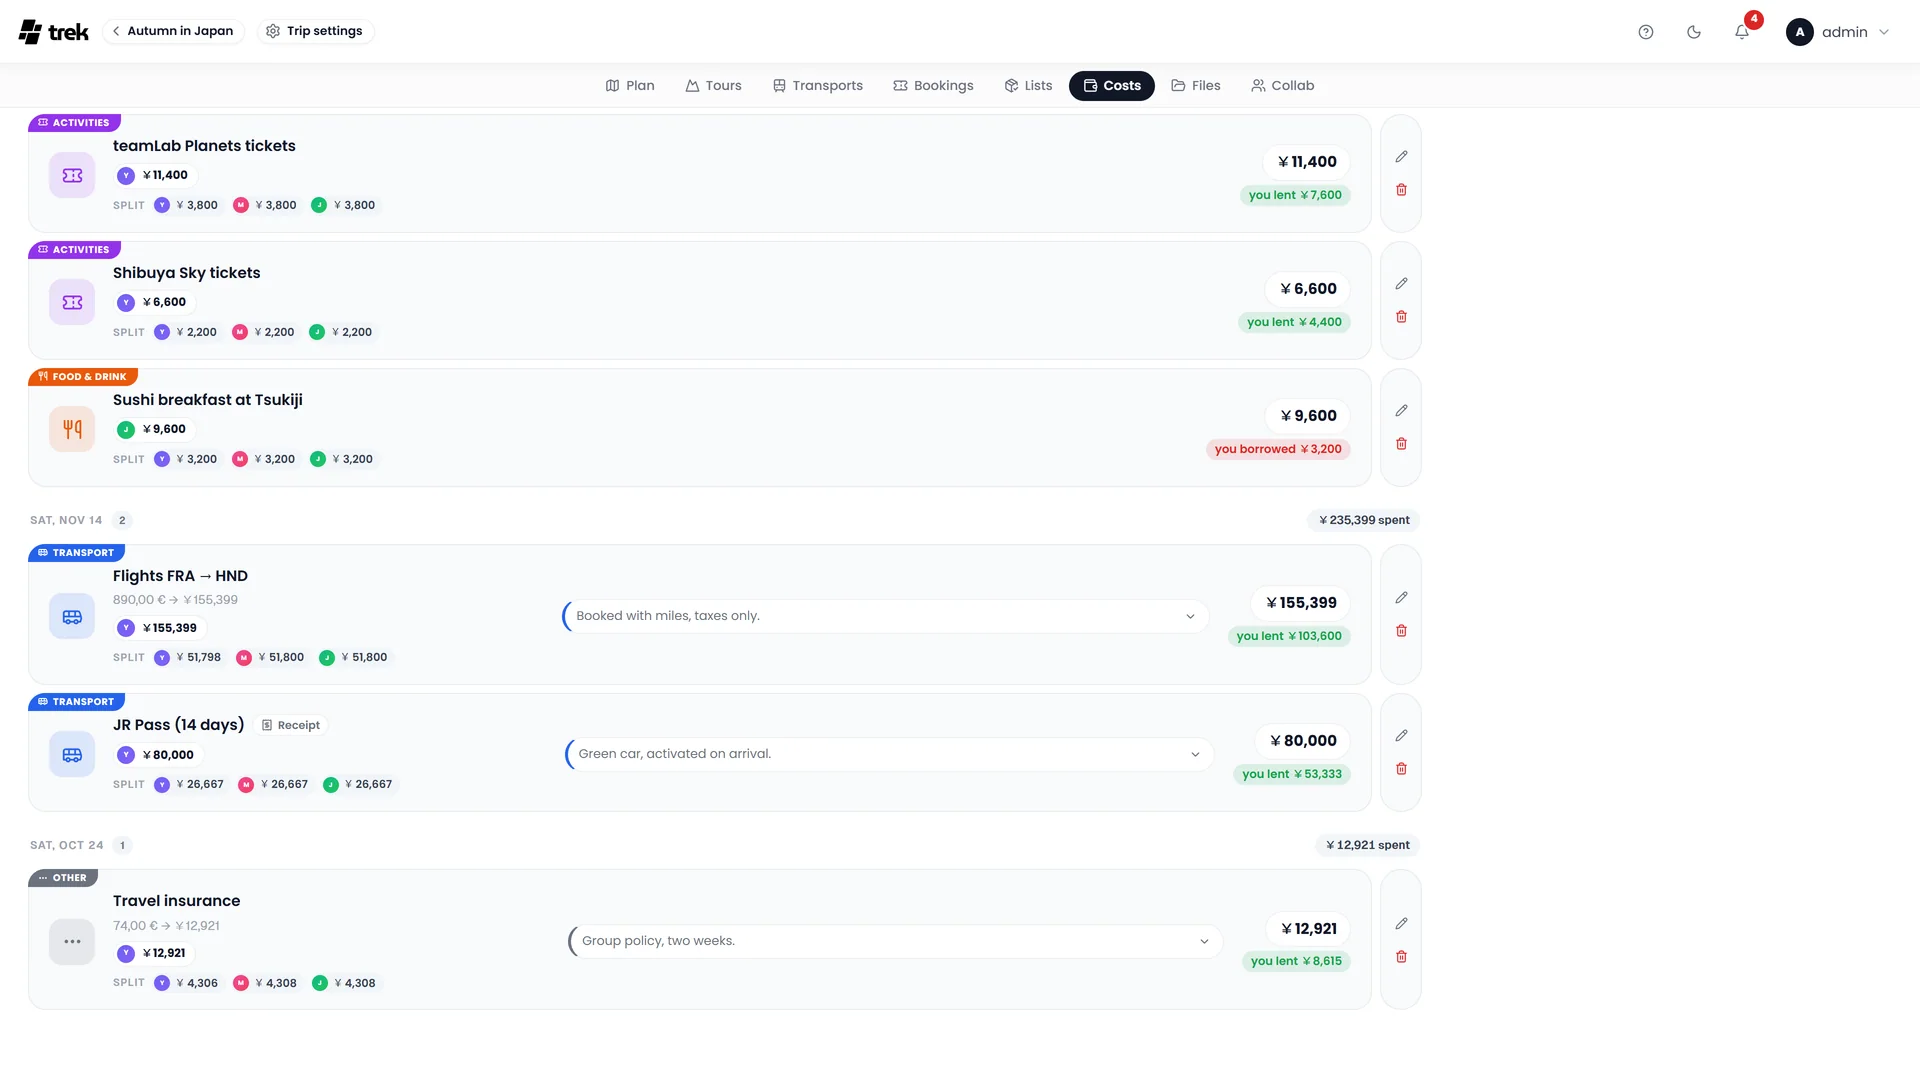 trek
Autumn in Japan
Trip settings
4
A
admin
Plan
Tours
Transports
Bookings
Lists
Costs
Files
Collab
ACTIVITIES
teamLab Planets tickets
Y ¥11,400
SPLIT Y ¥ 3,800 M ¥ 3,800 J ¥ 3,800
¥ 11,400
you lent ¥7,600
ACTIVITIES
Shibuya Sky tickets
Y ¥6,600
SPLIT Y ¥ 2,200 M ¥ 2,200 J ¥ 2,200
¥ 6,600
you lent ¥4,400
FOOD & DRINK
Sushi breakfast at Tsukiji
J ¥9,600
SPLIT Y ¥ 3,200 M ¥ 3,200 J ¥ 3,200
¥ 9,600
you borrowed ¥3,200
SAT, NOV 14 2
¥ 235,399 spent
TRANSPORT
Flights FRA → HND
890,00 € → ¥155,399
Y ¥155,399
SPLIT Y ¥ 51,798 M ¥ 51,800 J ¥ 51,800
Booked with miles, taxes only.
¥ 155,399
you lent ¥103,600
TRANSPORT
JR Pass (14 days) Receipt
Y ¥80,000
SPLIT Y ¥ 26,667 M ¥ 26,667 J ¥ 26,667
Green car, activated on arrival.
¥ 80,000
you lent ¥53,333
SAT, OCT 24 1
¥ 12,921 spent
OTHER
Travel insurance
74,00 € → ¥12,921
Y ¥12,921
SPLIT Y ¥ 4,306 M ¥ 4,308 J ¥ 4,308
Group policy, two weeks.
¥ 12,921
you lent ¥8,615